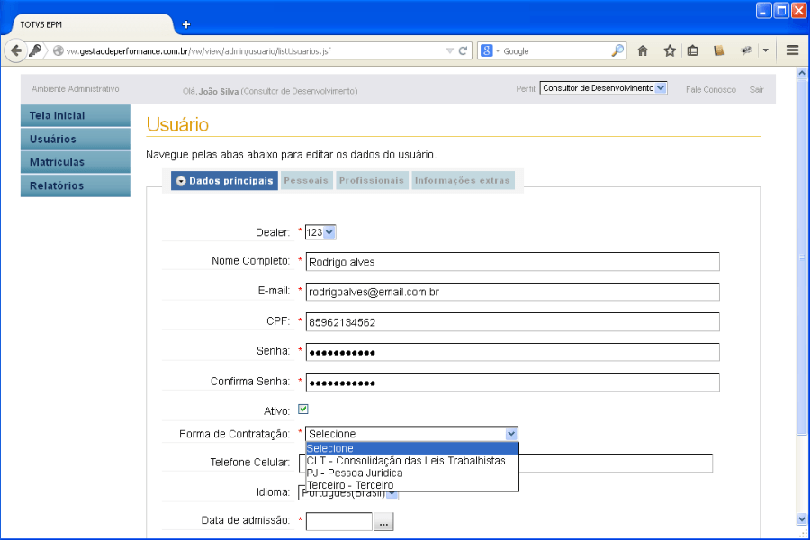 TOTVS EPM
vw.gestaodeperformance.com.br/vw/view/admin/usuario/listUsuarios.js
Google
Ambiente Administrativo
Olá, João Silva (Consultor de Desenvolvimento)
Perfil: Consultor de Desenvolvimento
Fale Conosco
Sair
Tela Inicial
Usuários
Matrículas
Relatórios
Usuário
Navegue pelas abas abaixo para editar os dados do usuário.
Dados principais Pessoais Profissionais Informações extras
Dealer: * 123
Nome Completo: * Rodrigo alves
E-mail: * rodrigoalves@email.com.br
CPF: * 85962134562
Senha: * •••••••••••
Confirma Senha: * •••••••••••
Ativo:
Forma de Contratação: * Selecione
Selecione
CLT - Consolidação das Leis Trabalhistas
PJ - Pessoa Jurídica
Terceiro - Terceiro
Telefone Celular:
Idioma: Português(Brasil)
Data de admissão: * ...